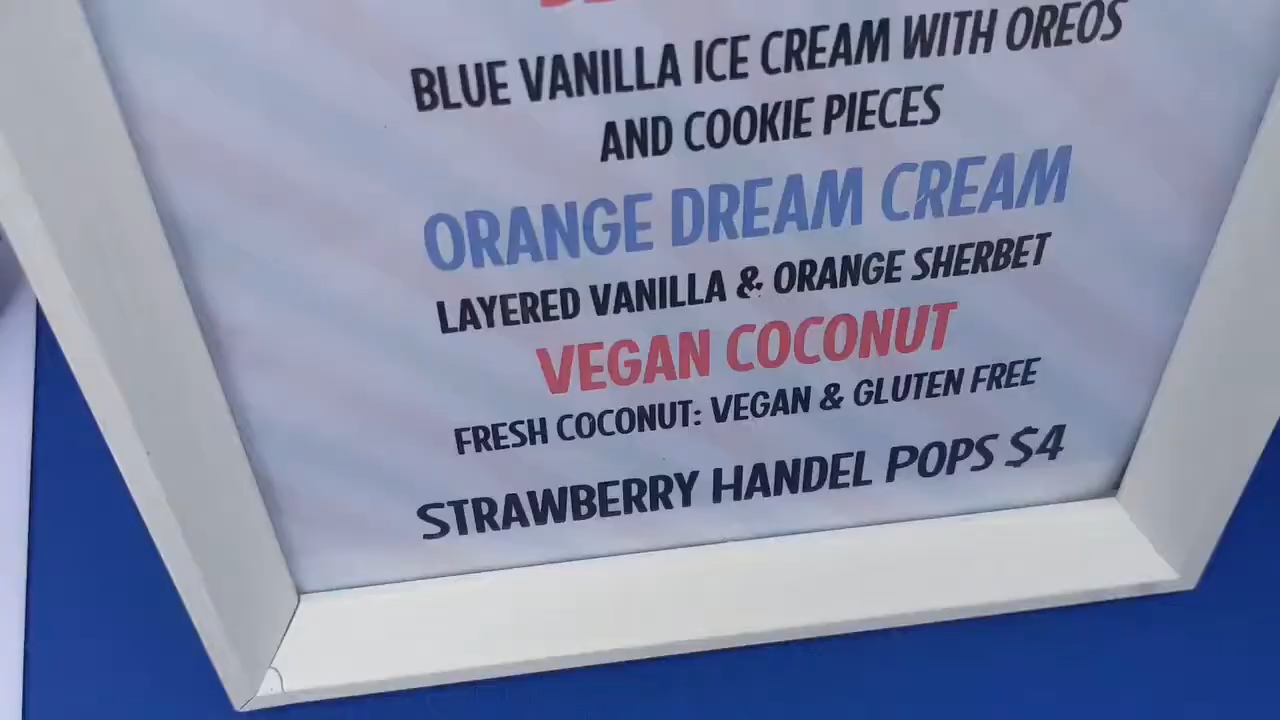 BLUE VANILLA ICE CREAM WITH OREOS
AND COOKIE PIECES
ORANGE DREAM CREAM
LAYERED VANILLA & ORANGE SHERBET
VEGAN COCONUT
FRESH COCONUT: VEGAN & GLUTEN FREE
STRAWBERRY HANDEL POPS $4